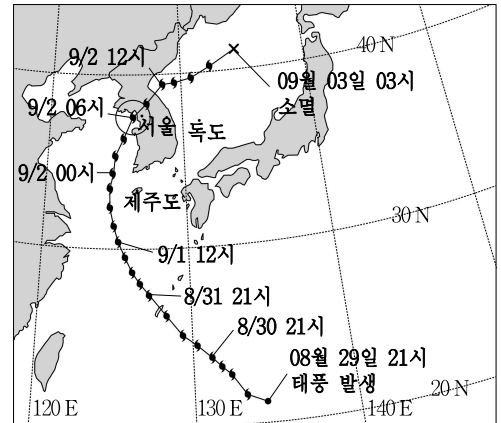 40 N
9/2 12시
09월 03일 03시
소멸
9/2 06시
서울 독도
9/2 00시
제주도
30 N
9/1 12시
8/31 21시
8/30 21시
08월 29일 21시
태풍 발생
20 N
120 E
130 E
140 E